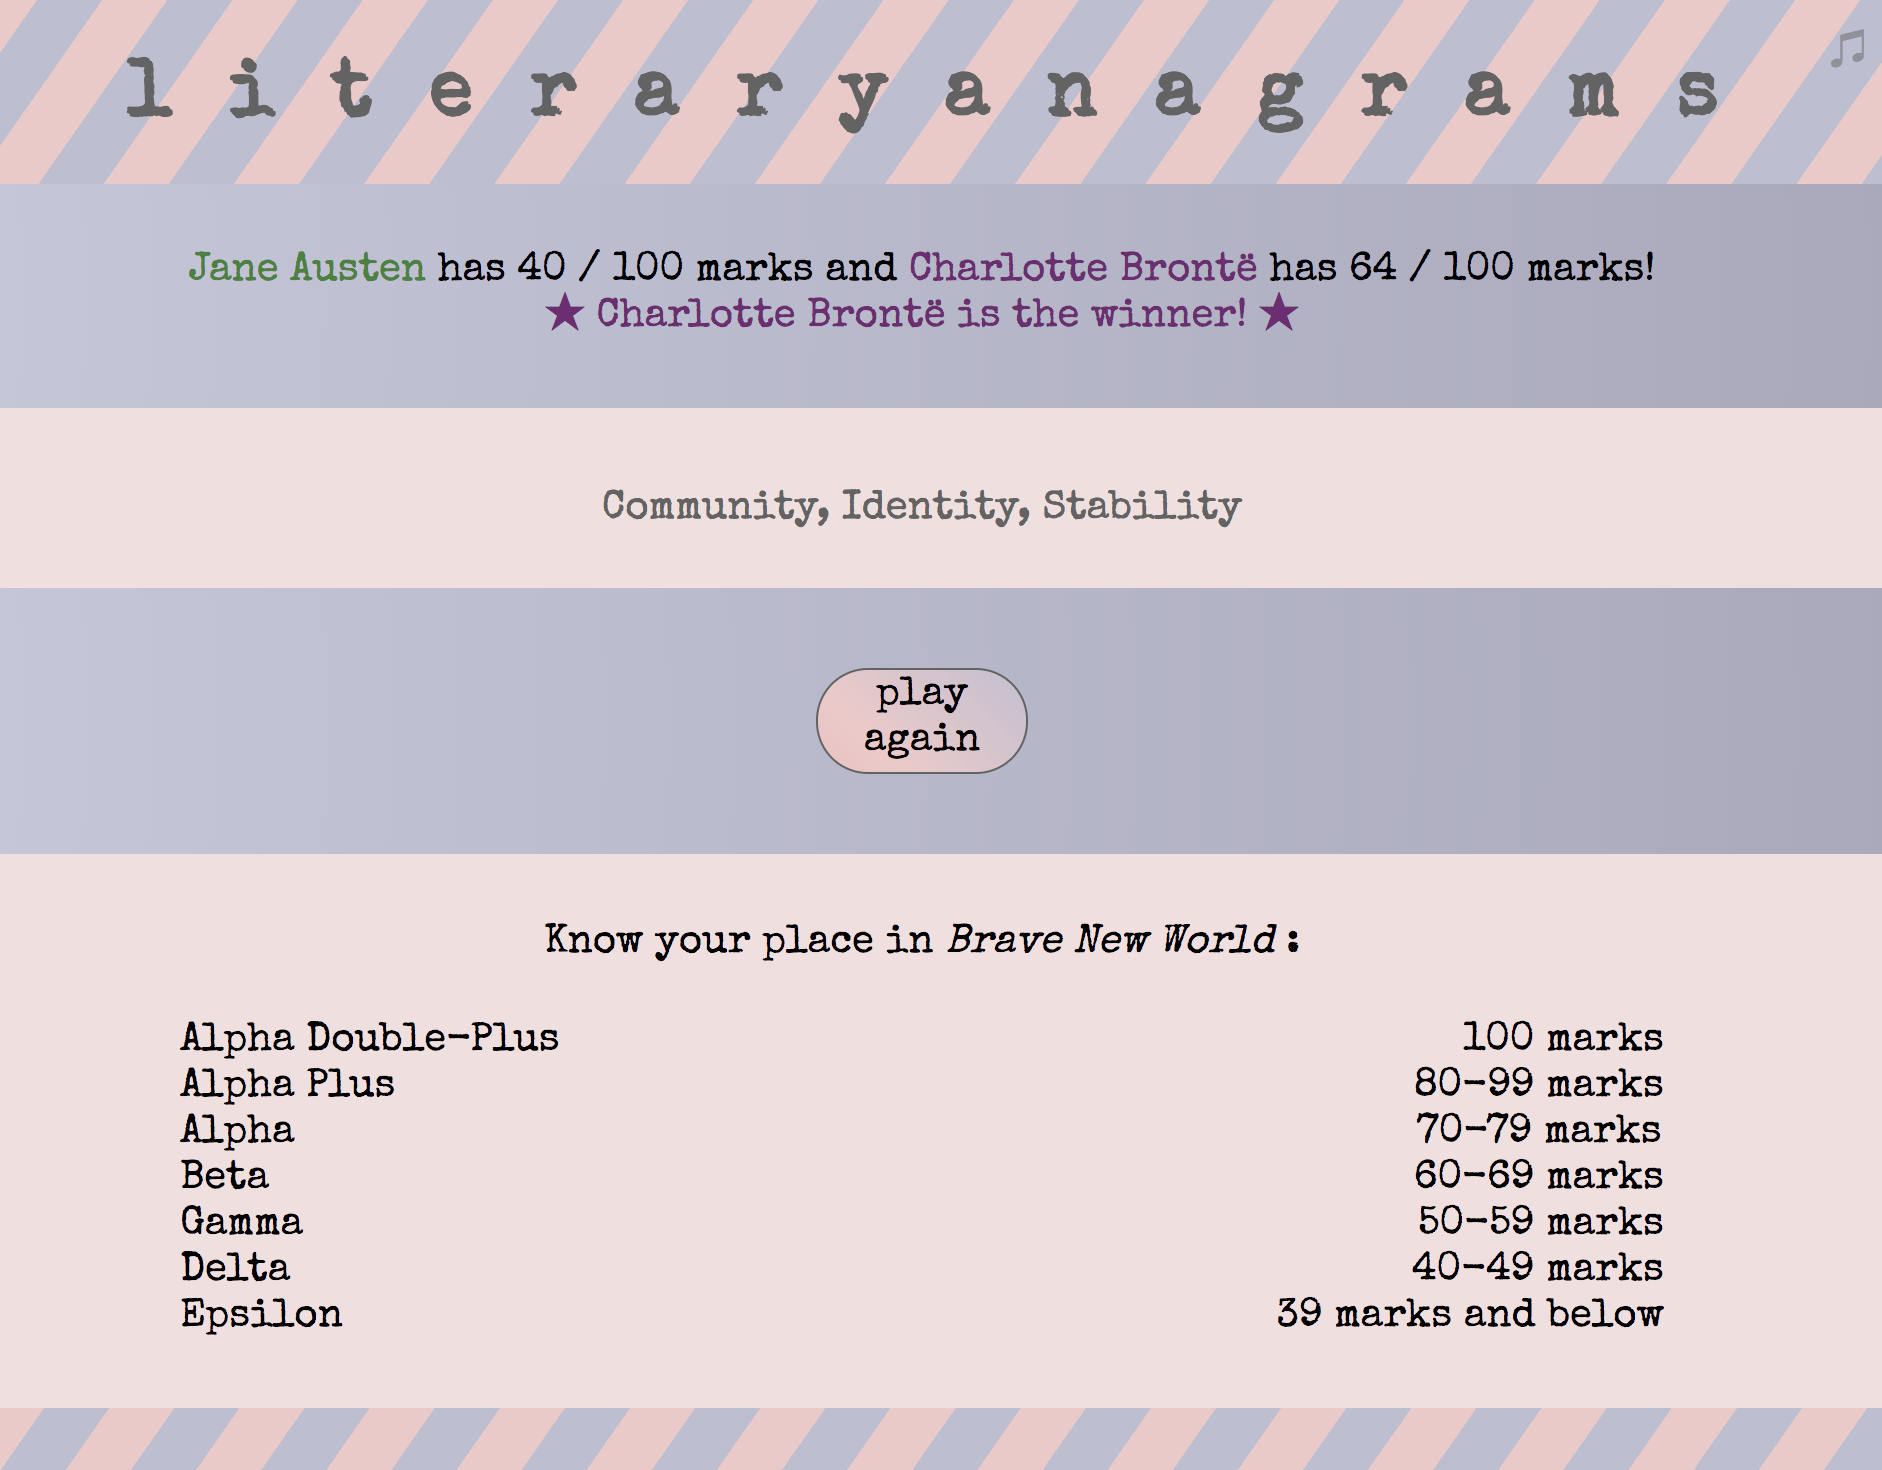 literaryanagrams
Jane Austen has 40 / 100 marks and Charlotte Brontë has 64 / 100 marks!
★ Charlotte Brontë is the winner! ★
Community, Identity, Stability
play
again
Know your place in Brave New World :
Alpha Double-Plus 100 marks
Alpha Plus 80-99 marks
Alpha 70-79 marks
Beta 60-69 marks
Gamma 50-59 marks
Delta 40-49 marks
Epsilon 39 marks and below